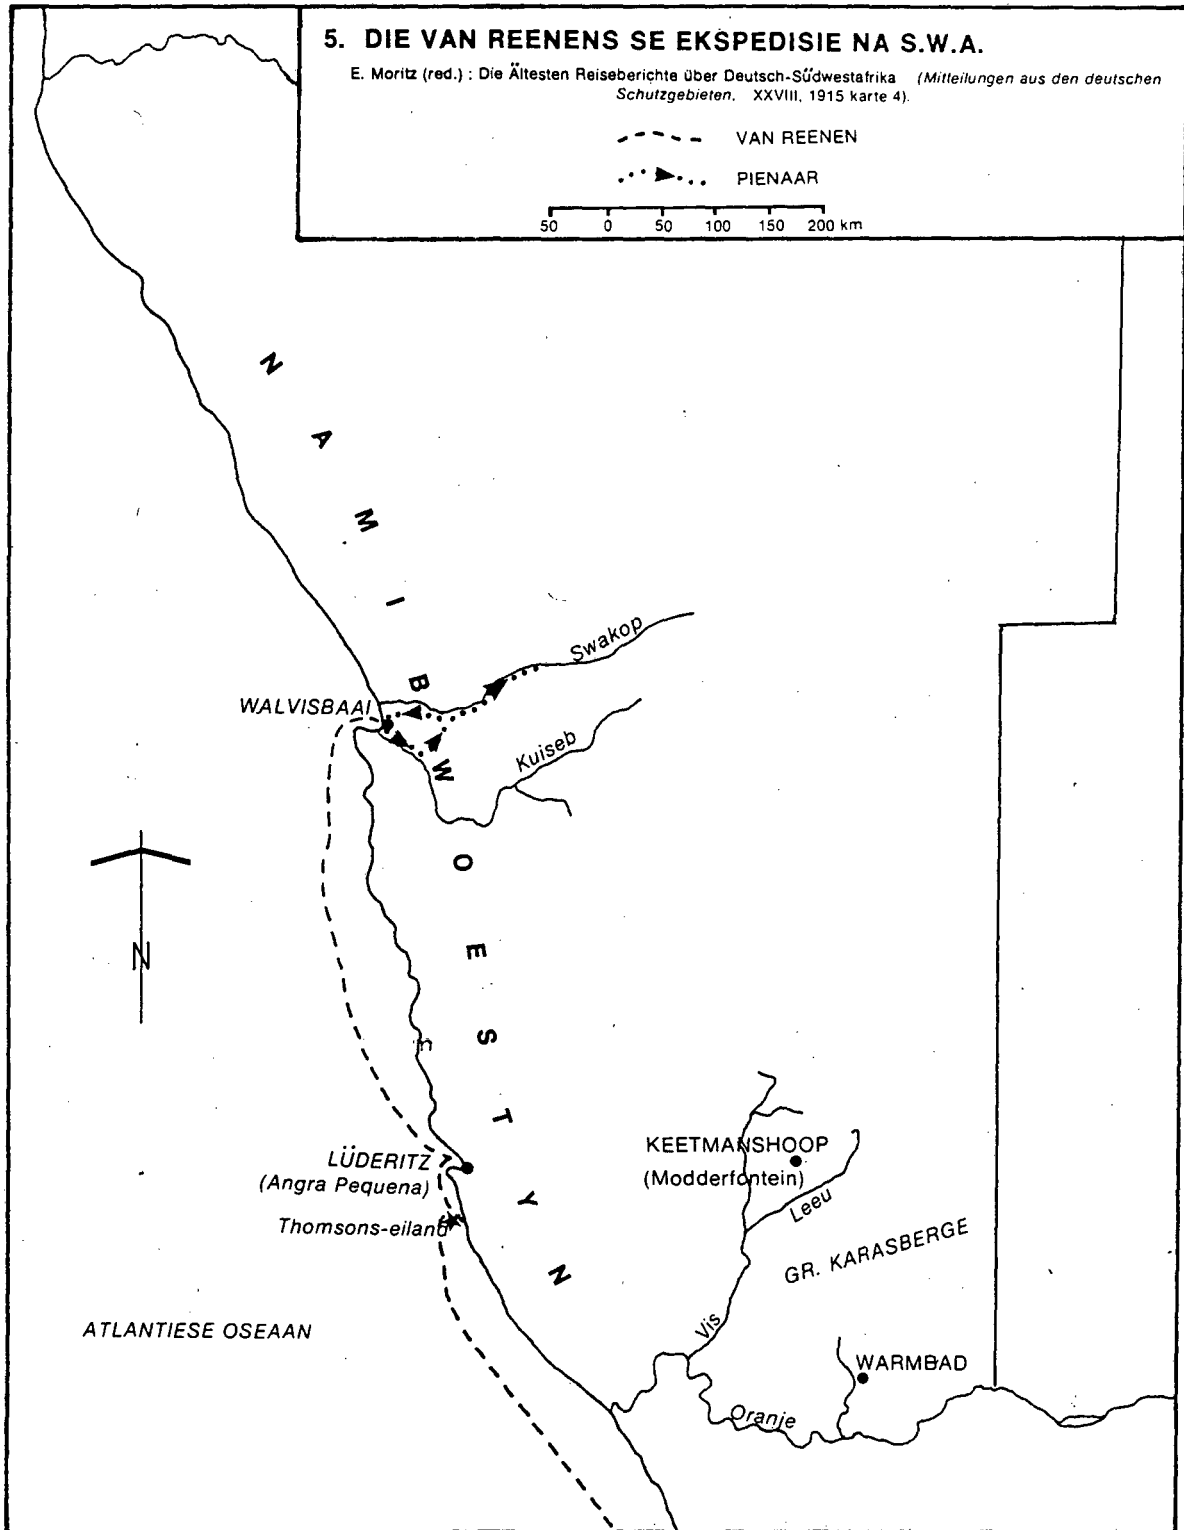 5. DIE VAN REENENS SE EKSPEDISIE NA S.W.A.
E. Moritz (red.) : Die Ältesten Reiseberichte über Deutsch-Südwestafrika (Mitteilungen aus den deutschen
Schutzgebieten, XXVIII, 1915 karte 4).
VAN REENEN
PIENAAR
50 0 50 100 150 200 km
NAMIB
WOESTYN
Swakop
WALVISBAAI
Kuiseb
N
KEETMANSHOOP
(Modderfontein)
LÜDERITZ
(Angra Pequena)
Leeu
Thomsons-eiland
GR. KARASBERGE
ATLANTIESE OSEAAN
Vis
WARMBAD
Oranje